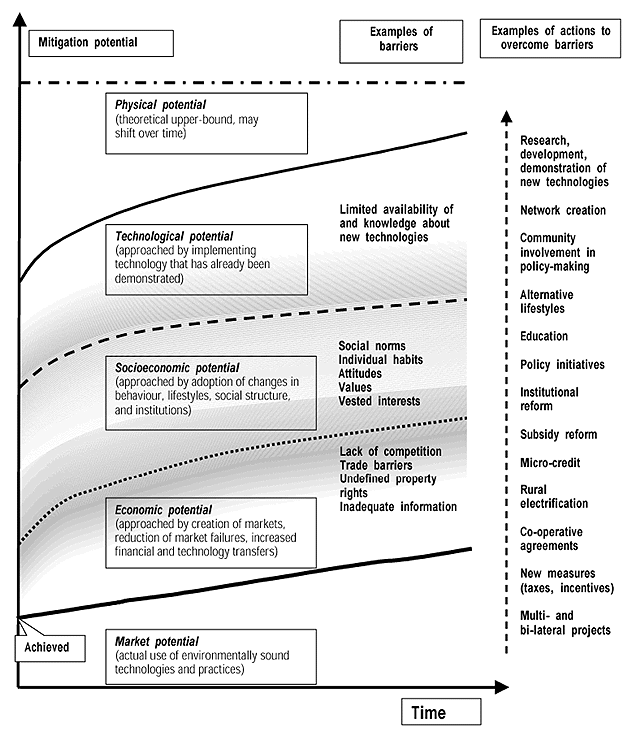 Mitigation potential
Examples of
barriers
Examples of actions to
overcome barriers
Physical potential
(theoretical upper-bound, may
shift over time)
Technological potential
(approached by implementing
technology that has already been
demonstrated)
Limited availability of
and knowledge about
new technologies
Socioeconomic potential
(approached by adoption of changes in
behaviour, lifestyles, social structure,
and institutions)
Social norms
Individual habits
Attitudes
Values
Vested interests
Lack of competition
Trade barriers
Undefined property
rights
Inadequate information
Economic potential
(approached by creation of markets,
reduction of market failures, increased
financial and technology transfers)
Achieved
Market potential
(actual use of environmentally sound
technologies and practices)
Research,
development,
demonstration of
new technologies
Network creation
Community
involvement in
policy-making
Alternative
lifestyles
Education
Policy initiatives
Institutional
reform
Subsidy reform
Micro-credit
Rural
electrification
Co-operative
agreements
New measures
(taxes, incentives)
Multi- and
bi-lateral projects
Time